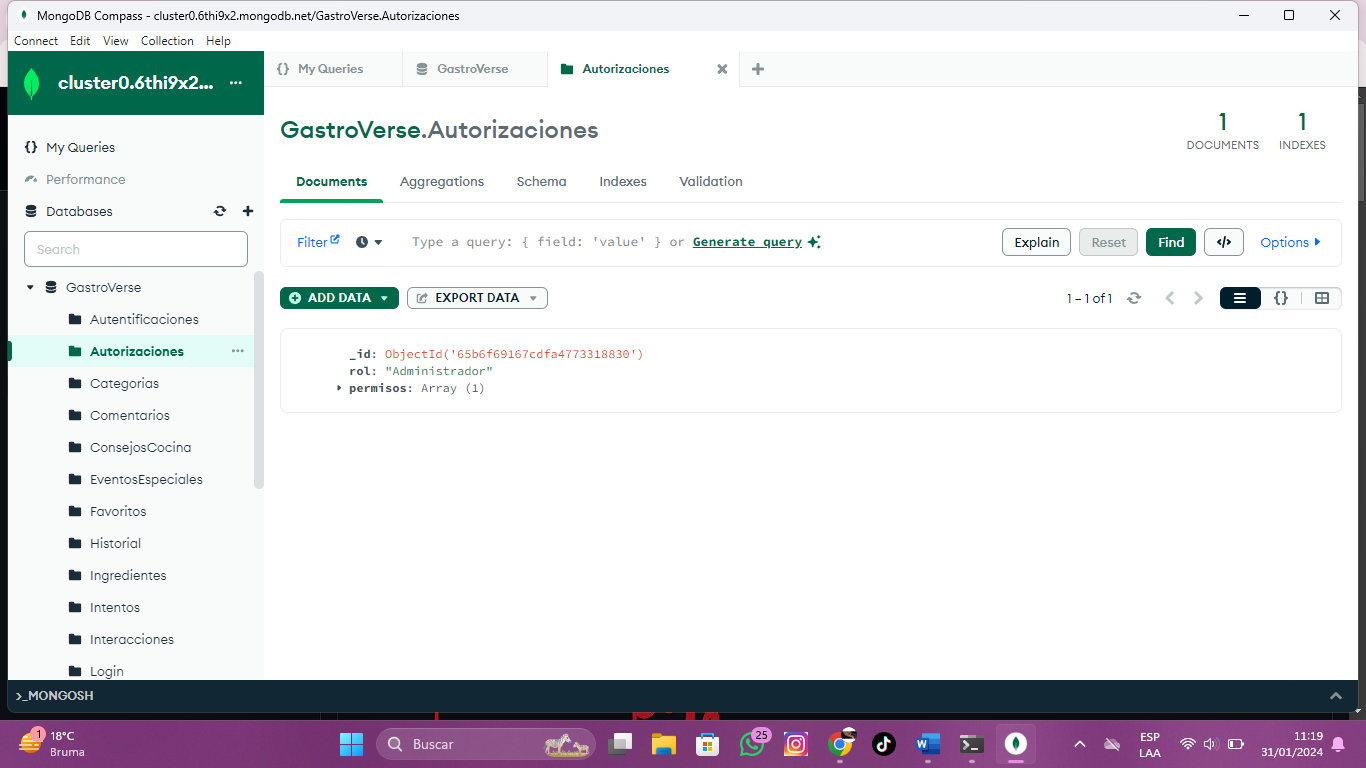 MongoDB Compass - cluster0.6thi9x2.mongodb.net/GastroVerse.Autorizaciones
Connect Edit View Collection Help
cluster0.6thi9x2...
My Queries
GastroVerse
Autorizaciones
My Queries
Performance
Databases
Search
GastroVerse
Autentificaciones
Autorizaciones
Categorias
Comentarios
ConsejosCocina
EventosEspeciales
Favoritos
Historial
Ingredientes
Intentos
Interacciones
Login
GastroVerse.Autorizaciones
1
DOCUMENTS
1
INDEXES
Documents Aggregations Schema Indexes Validation
Filter
Type a query: { field: 'value' } or Generate query
Explain Reset Find </> Options
ADD DATA
EXPORT DATA
1 – 1 of 1
{}
_id: ObjectId('65b6f69167cdfa4773318830')
rol: "Administrador"
permisos: Array (1)
>_MONGOSH
1
18°C
Bruma
Buscar
25
ESP
LAA
11:19
31/01/2024